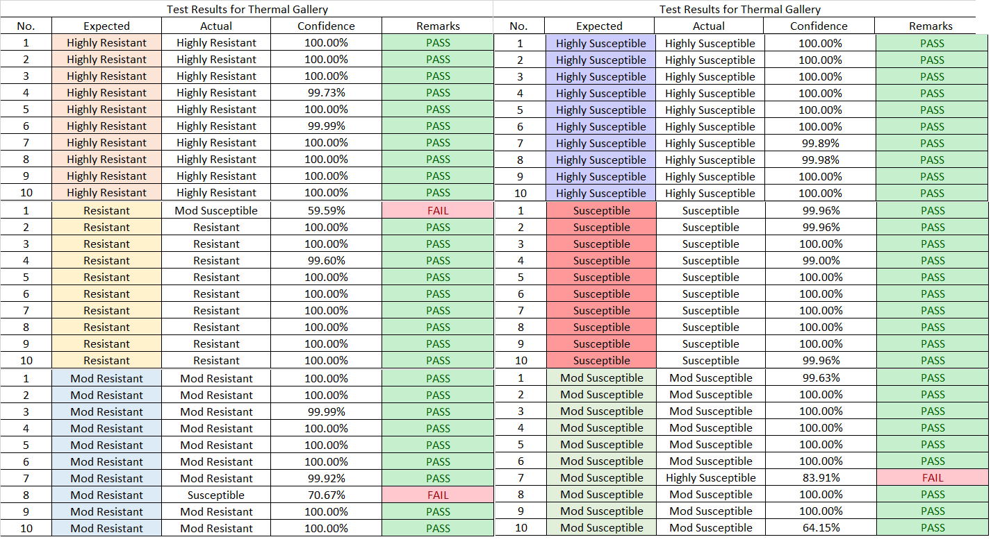 Test Results for Thermal Gallery Test Results for Thermal Gallery
No. Expected Actual Confidence Remarks No. Expected Actual Confidence Remarks
1 Highly Resistant Highly Resistant 100.00% PASS 1 Highly Susceptible Highly Susceptible 100.00% PASS
2 Highly Resistant Highly Resistant 100.00% PASS 2 Highly Susceptible Highly Susceptible 100.00% PASS
3 Highly Resistant Highly Resistant 100.00% PASS 3 Highly Susceptible Highly Susceptible 100.00% PASS
4 Highly Resistant Highly Resistant 99.73% PASS 4 Highly Susceptible Highly Susceptible 100.00% PASS
5 Highly Resistant Highly Resistant 100.00% PASS 5 Highly Susceptible Highly Susceptible 100.00% PASS
6 Highly Resistant Highly Resistant 99.99% PASS 6 Highly Susceptible Highly Susceptible 100.00% PASS
7 Highly Resistant Highly Resistant 100.00% PASS 7 Highly Susceptible Highly Susceptible 99.89% PASS
8 Highly Resistant Highly Resistant 100.00% PASS 8 Highly Susceptible Highly Susceptible 99.98% PASS
9 Highly Resistant Highly Resistant 100.00% PASS 9 Highly Susceptible Highly Susceptible 100.00% PASS
10 Highly Resistant Highly Resistant 100.00% PASS 10 Highly Susceptible Highly Susceptible 100.00% PASS
1 Resistant Mod Susceptible 59.59% FAIL 1 Susceptible Susceptible 99.96% PASS
2 Resistant Resistant 100.00% PASS 2 Susceptible Susceptible 99.96% PASS
3 Resistant Resistant 100.00% PASS 3 Susceptible Susceptible 100.00% PASS
4 Resistant Resistant 99.60% PASS 4 Susceptible Susceptible 99.00% PASS
5 Resistant Resistant 100.00% PASS 5 Susceptible Susceptible 100.00% PASS
6 Resistant Resistant 100.00% PASS 6 Susceptible Susceptible 100.00% PASS
7 Resistant Resistant 100.00% PASS 7 Susceptible Susceptible 100.00% PASS
8 Resistant Resistant 100.00% PASS 8 Susceptible Susceptible 100.00% PASS
9 Resistant Resistant 100.00% PASS 9 Susceptible Susceptible 100.00% PASS
10 Resistant Resistant 100.00% PASS 10 Susceptible Susceptible 99.96% PASS
1 Mod Resistant Mod Resistant 100.00% PASS 1 Mod Susceptible Mod Susceptible 99.63% PASS
2 Mod Resistant Mod Resistant 100.00% PASS 2 Mod Susceptible Mod Susceptible 100.00% PASS
3 Mod Resistant Mod Resistant 99.99% PASS 3 Mod Susceptible Mod Susceptible 100.00% PASS
4 Mod Resistant Mod Resistant 100.00% PASS 4 Mod Susceptible Mod Susceptible 100.00% PASS
5 Mod Resistant Mod Resistant 100.00% PASS 5 Mod Susceptible Mod Susceptible 100.00% PASS
6 Mod Resistant Mod Resistant 100.00% PASS 6 Mod Susceptible Mod Susceptible 100.00% PASS
7 Mod Resistant Mod Resistant 99.92% PASS 7 Mod Susceptible Highly Susceptible 83.91% FAIL
8 Mod Resistant Susceptible 70.67% FAIL 8 Mod Susceptible Mod Susceptible 100.00% PASS
9 Mod Resistant Mod Resistant 100.00% PASS 9 Mod Susceptible Mod Susceptible 100.00% PASS
10 Mod Resistant Mod Resistant 100.00% PASS 10 Mod Susceptible Mod Susceptible 64.15% PASS